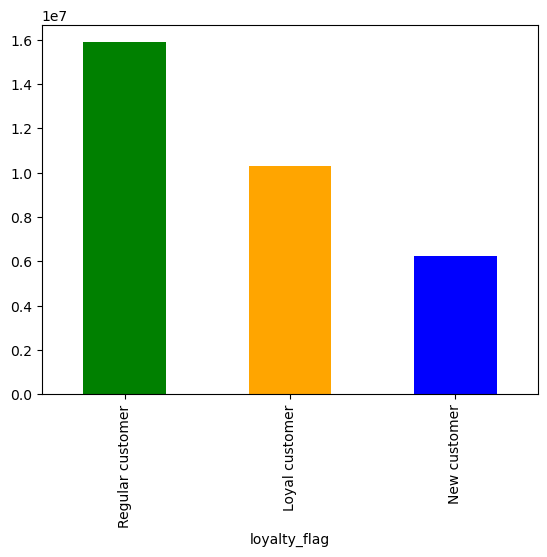 1e7
1.6
1.4
1.2
1.0
0.8
0.6
0.4
0.2
0.0
Regular customer
Loyal customer
New customer
loyalty_flag